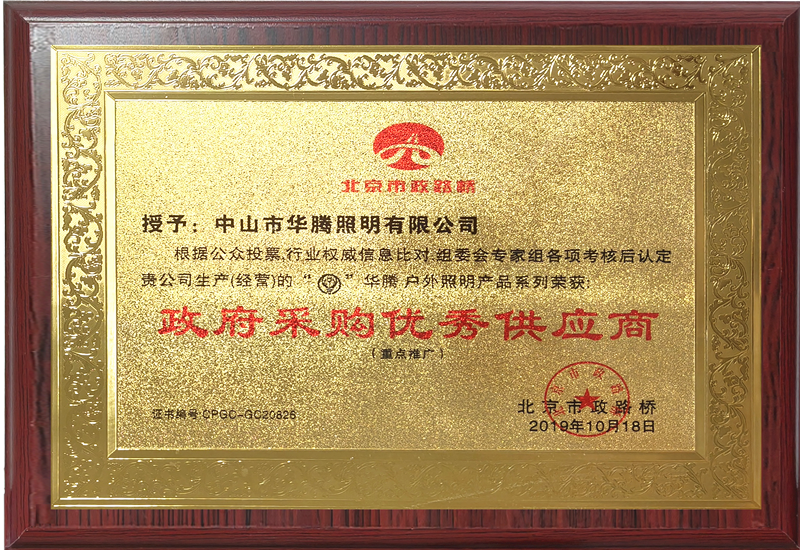 北京市政路桥
授予：中山市华腾照明有限公司
根据公众投票,行业权威信息比对,组委会专家组各项考核后认定
贵公司生产(经营)的“ ”华腾 户外照明产品系列荣获:
政府采购优秀供应商
(重点推广)
证书编号:CPGC-GC20826
北京市政路桥
2019年10月18日